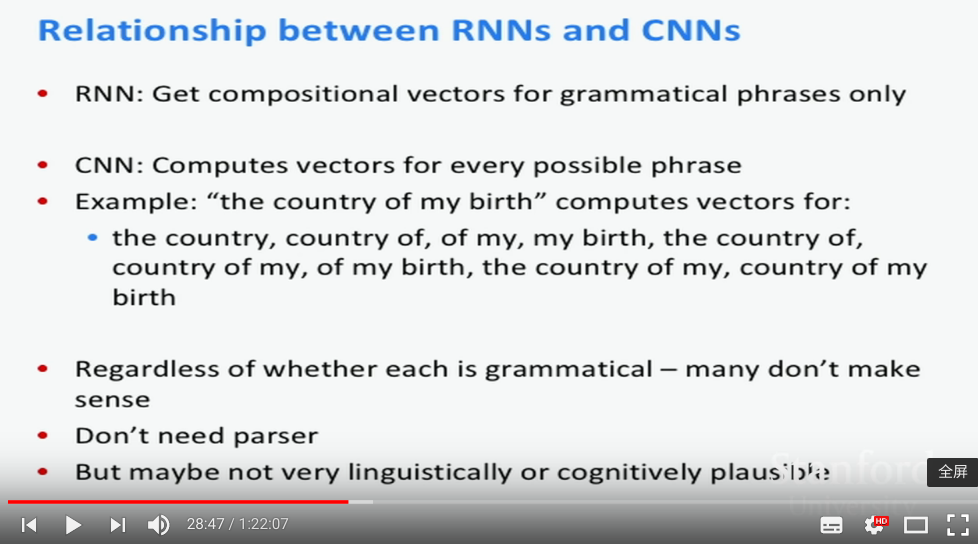 Relationship between RNNs and CNNs
• RNN: Get compositional vectors for grammatical phrases only
• CNN: Computes vectors for every possible phrase
• Example: “the country of my birth” computes vectors for:
• the country, country of, of my, my birth, the country of,
country of my, of my birth, the country of my, country of my
birth
• Regardless of whether each is grammatical – many don’t make
sense
• Don’t need parser
• But maybe not very linguistically or cognitively plausible
Stanford
University
全屏
28:47 / 1:22:07
HD